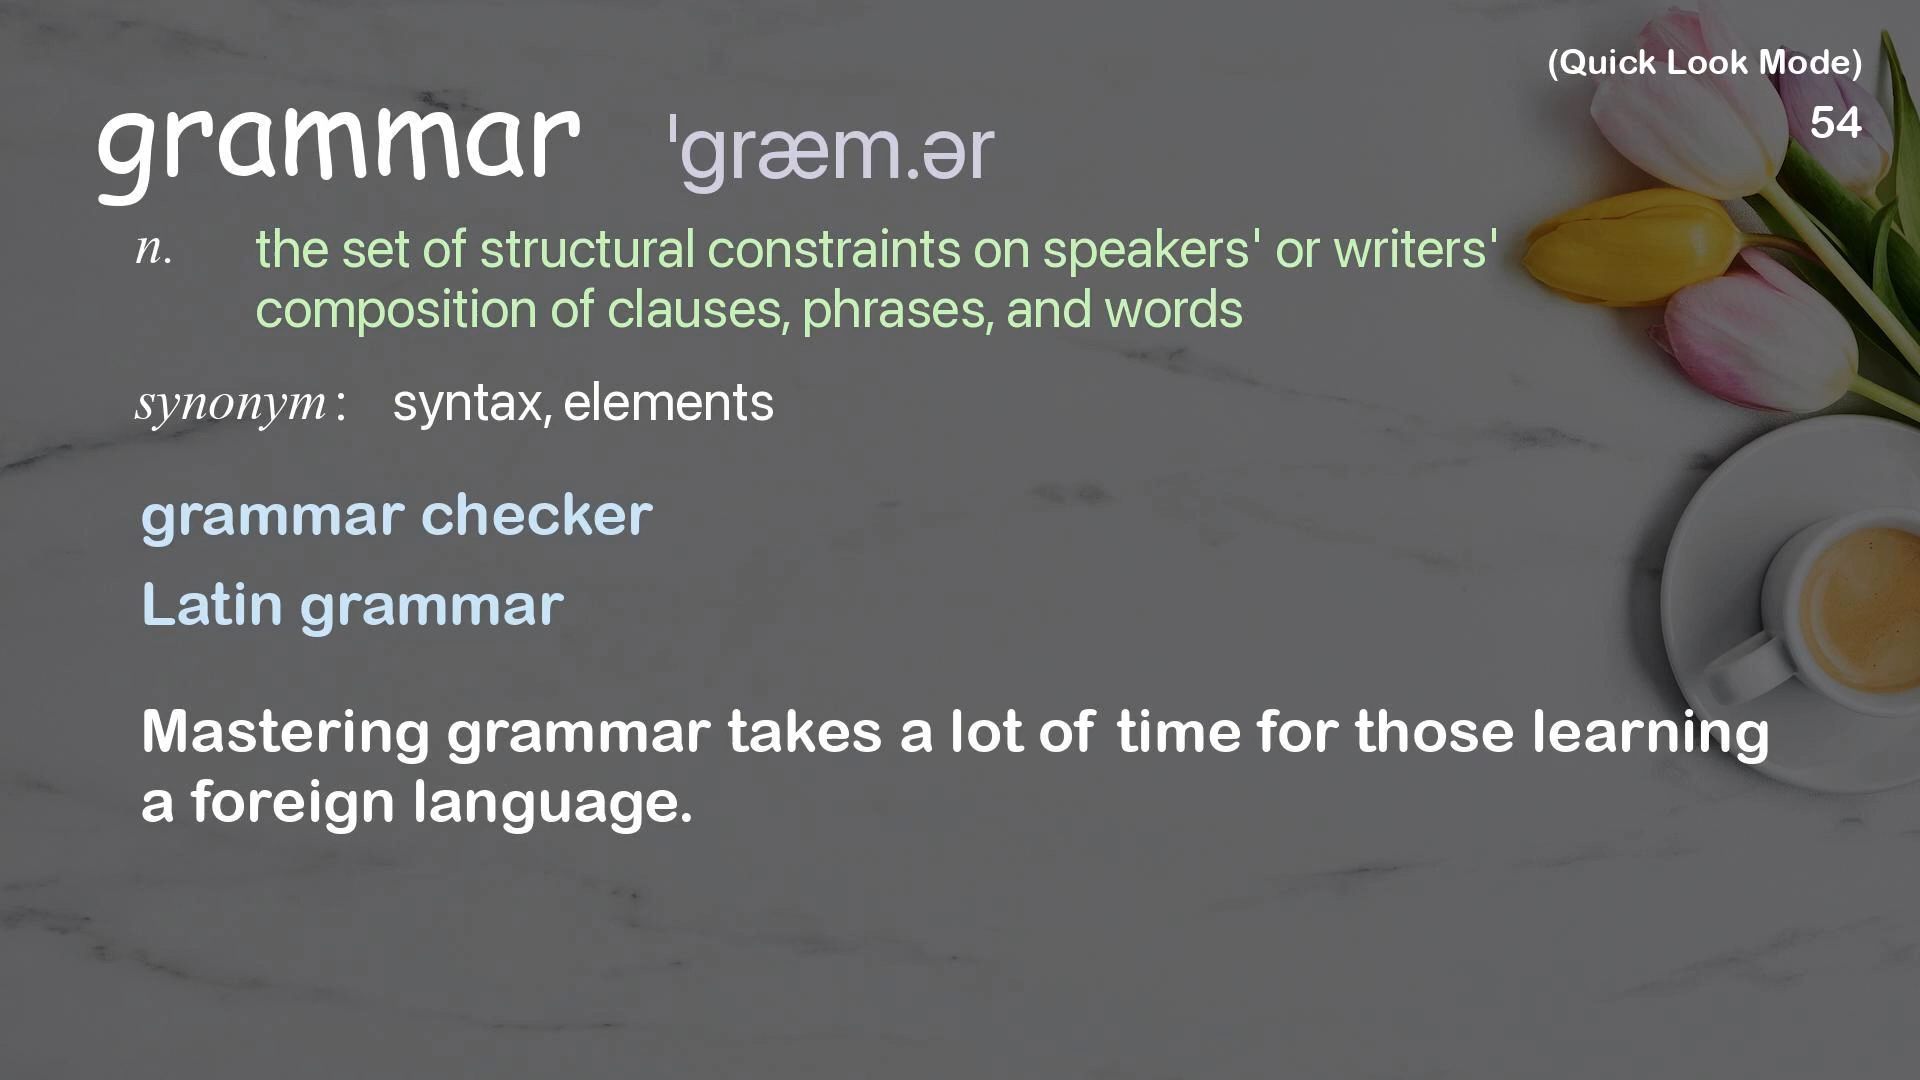 (Quick Look Mode)
54
grammar ˈɡræm.ər
n. the set of structural constraints on speakers' or writers'
composition of clauses, phrases, and words
synonym: syntax, elements
grammar checker
Latin grammar
Mastering grammar takes a lot of time for those learning
a foreign language.